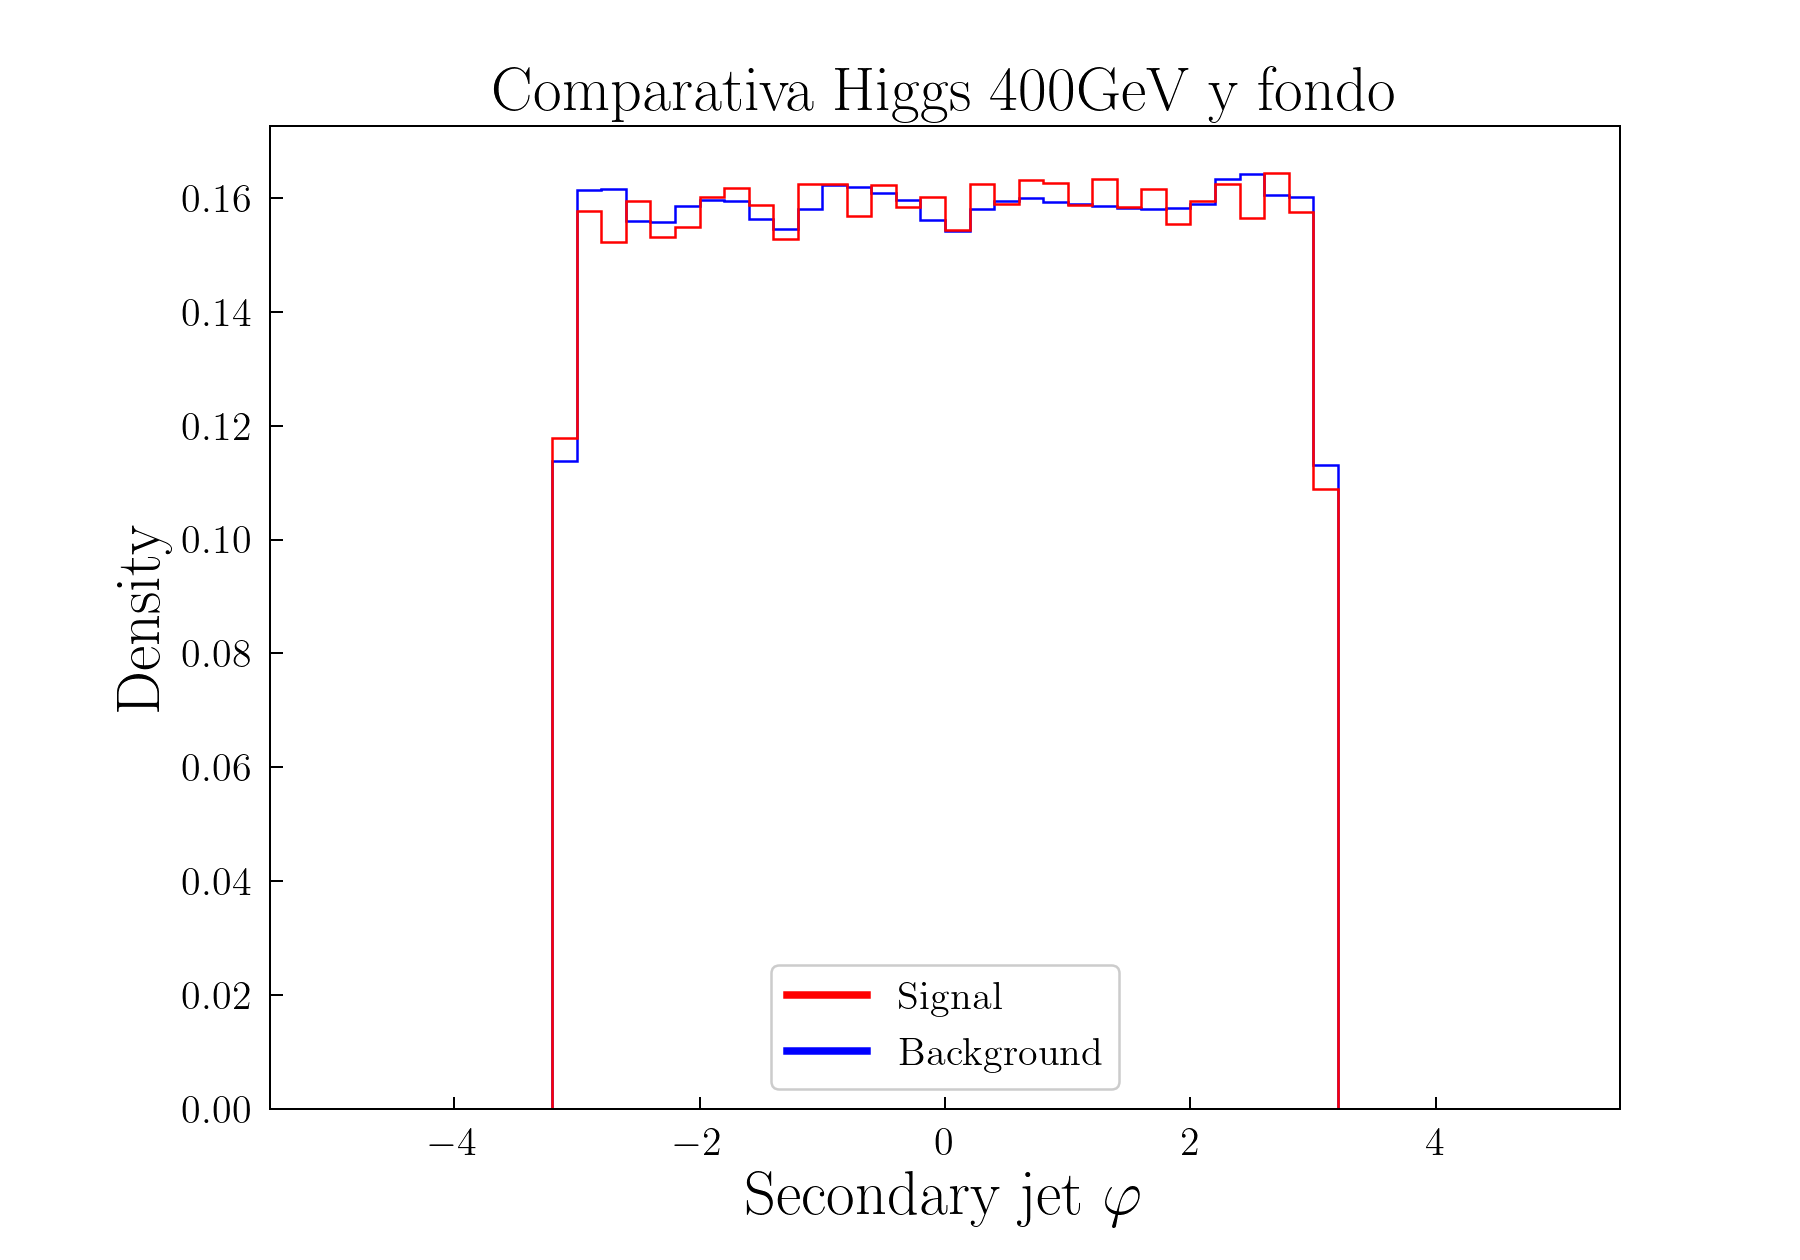 Comparativa Higgs 400GeV y fondo
0.16
0.14
0.12
0.10
0.08
0.06
0.04
0.02
0.00
Density
Signal
Background
−4 −2 0 2 4
Secondary jet φ